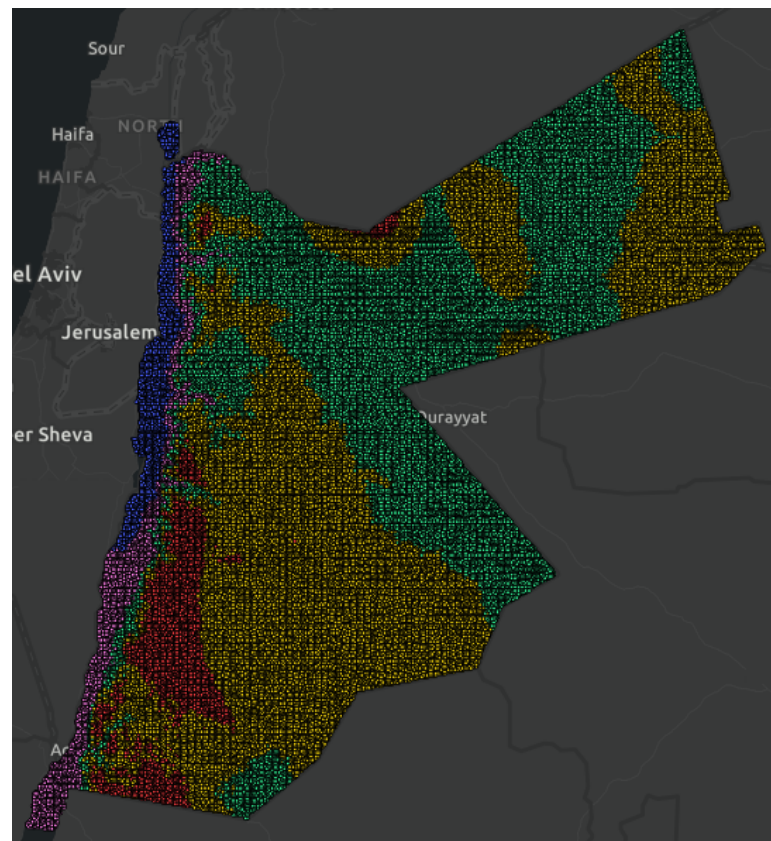 Sour
NORTH
Haifa
HAIFA
el Aviv
Jerusalem
Qurayyat
er Sheva